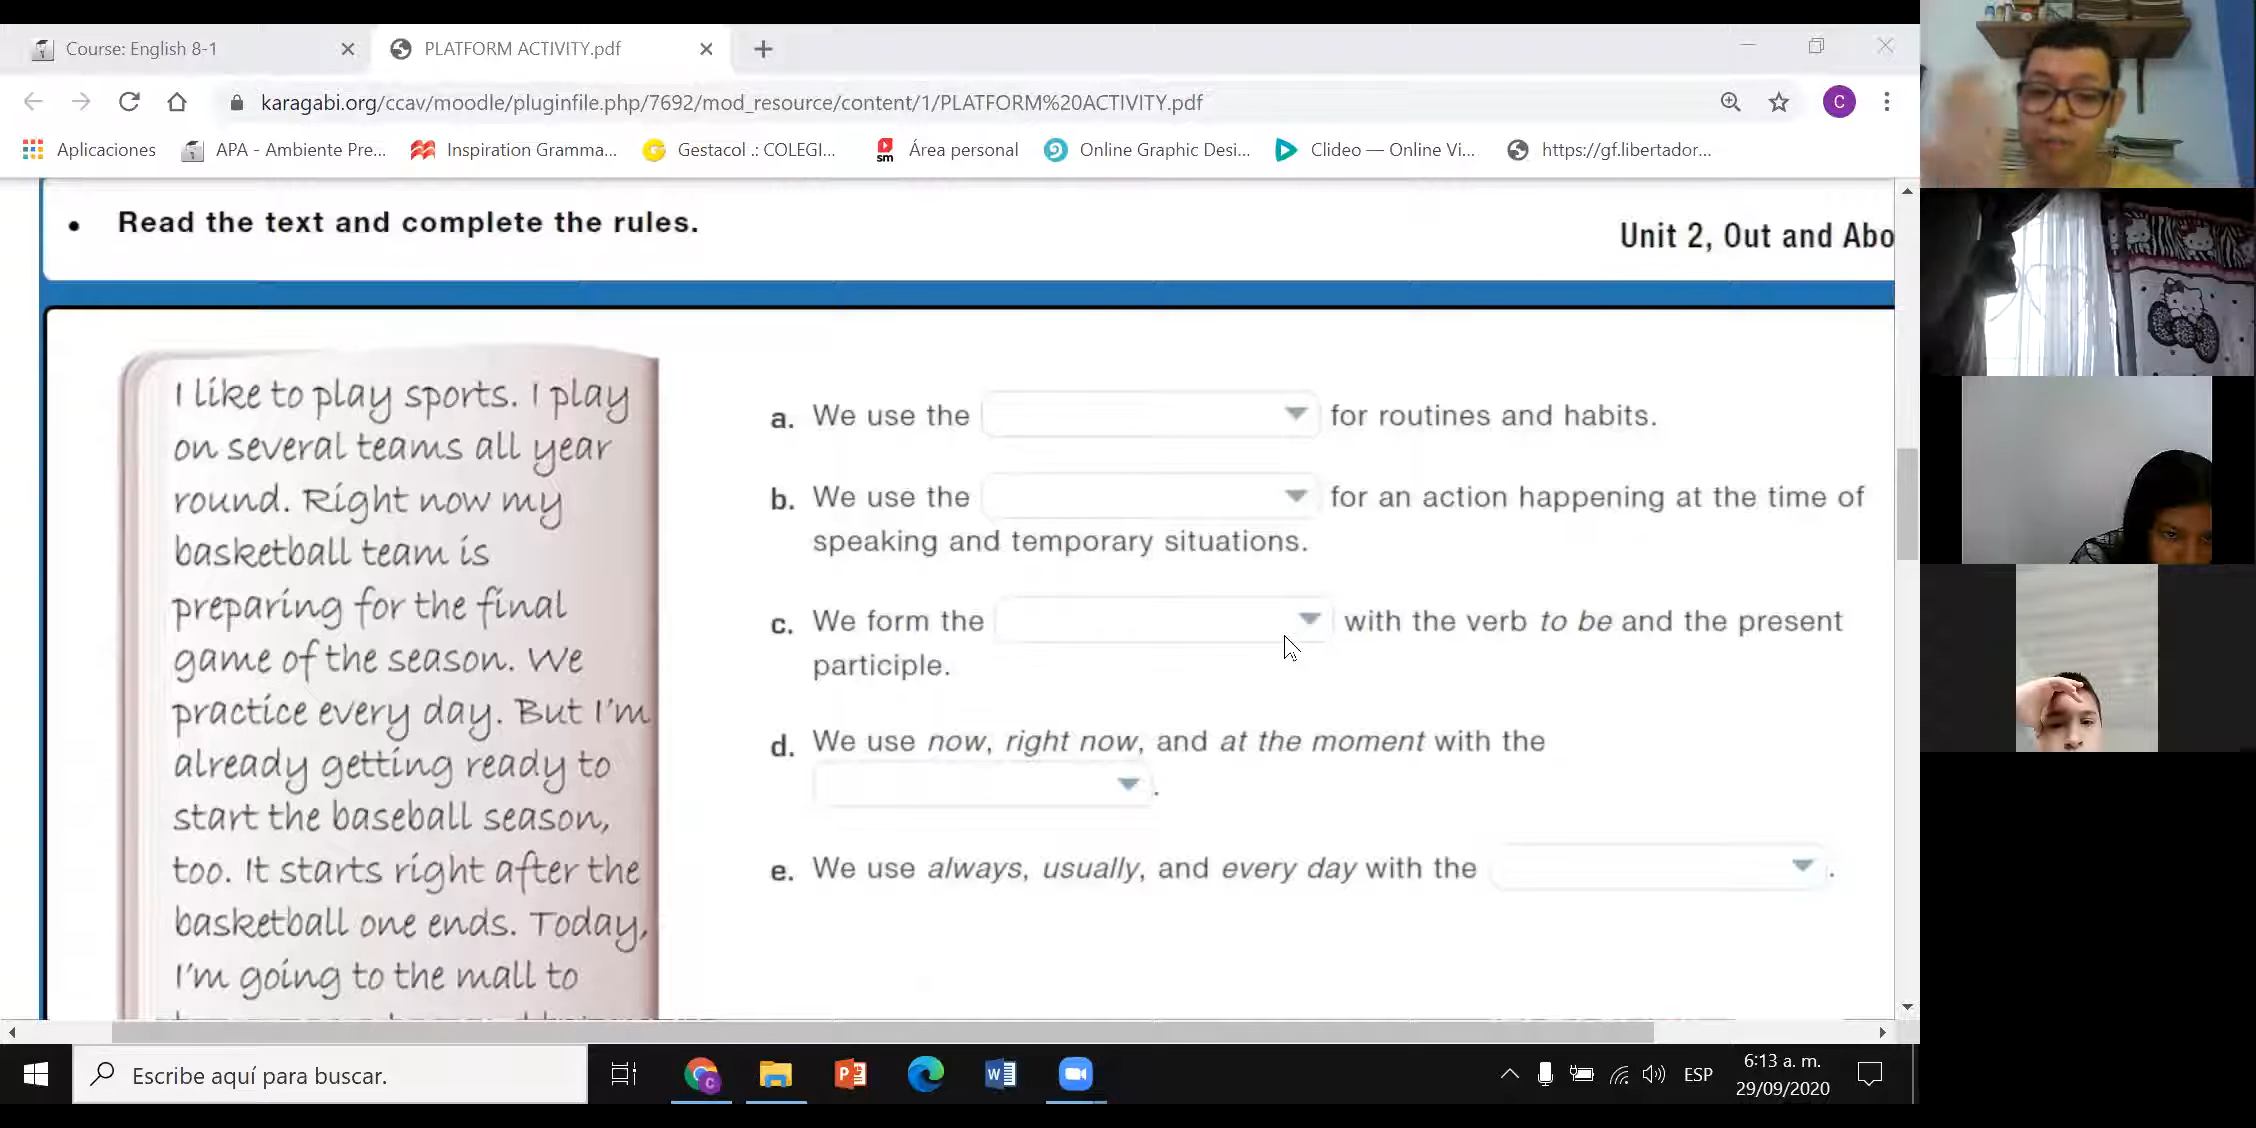 Course: English 8-1
PLATFORM ACTIVITY.pdf
karagabi.org/ccav/moodle/pluginfile.php/7692/mod_resource/content/1/PLATFORM%20ACTIVITY.pdf
C
Aplicaciones
APA - Ambiente Pre...
Inspiration Gramma...
Gestacol .: COLEGI...
sm
Área personal
Online Graphic Desi...
Clideo — Online Vi...
https://gf.libertador...
• Read the text and complete the rules.
Unit 2, Out and Abo
I like to play sports. I play
on several teams all year
round. Right now my
basketball team is
preparing for the final
game of the season. We
practice every day. But I'm
already getting ready to
start the baseball season,
too. It starts right after the
basketball one ends. Today,
I'm going to the mall to
a. We use the for routines and habits.
b. We use the for an action happening at the time of
speaking and temporary situations.
c. We form the with the verb to be and the present
participle.
d. We use now, right now, and at the moment with the
.
e. We use always, usually, and every day with the .
Escribe aquí para buscar.
ESP
6:13 a. m.
29/09/2020